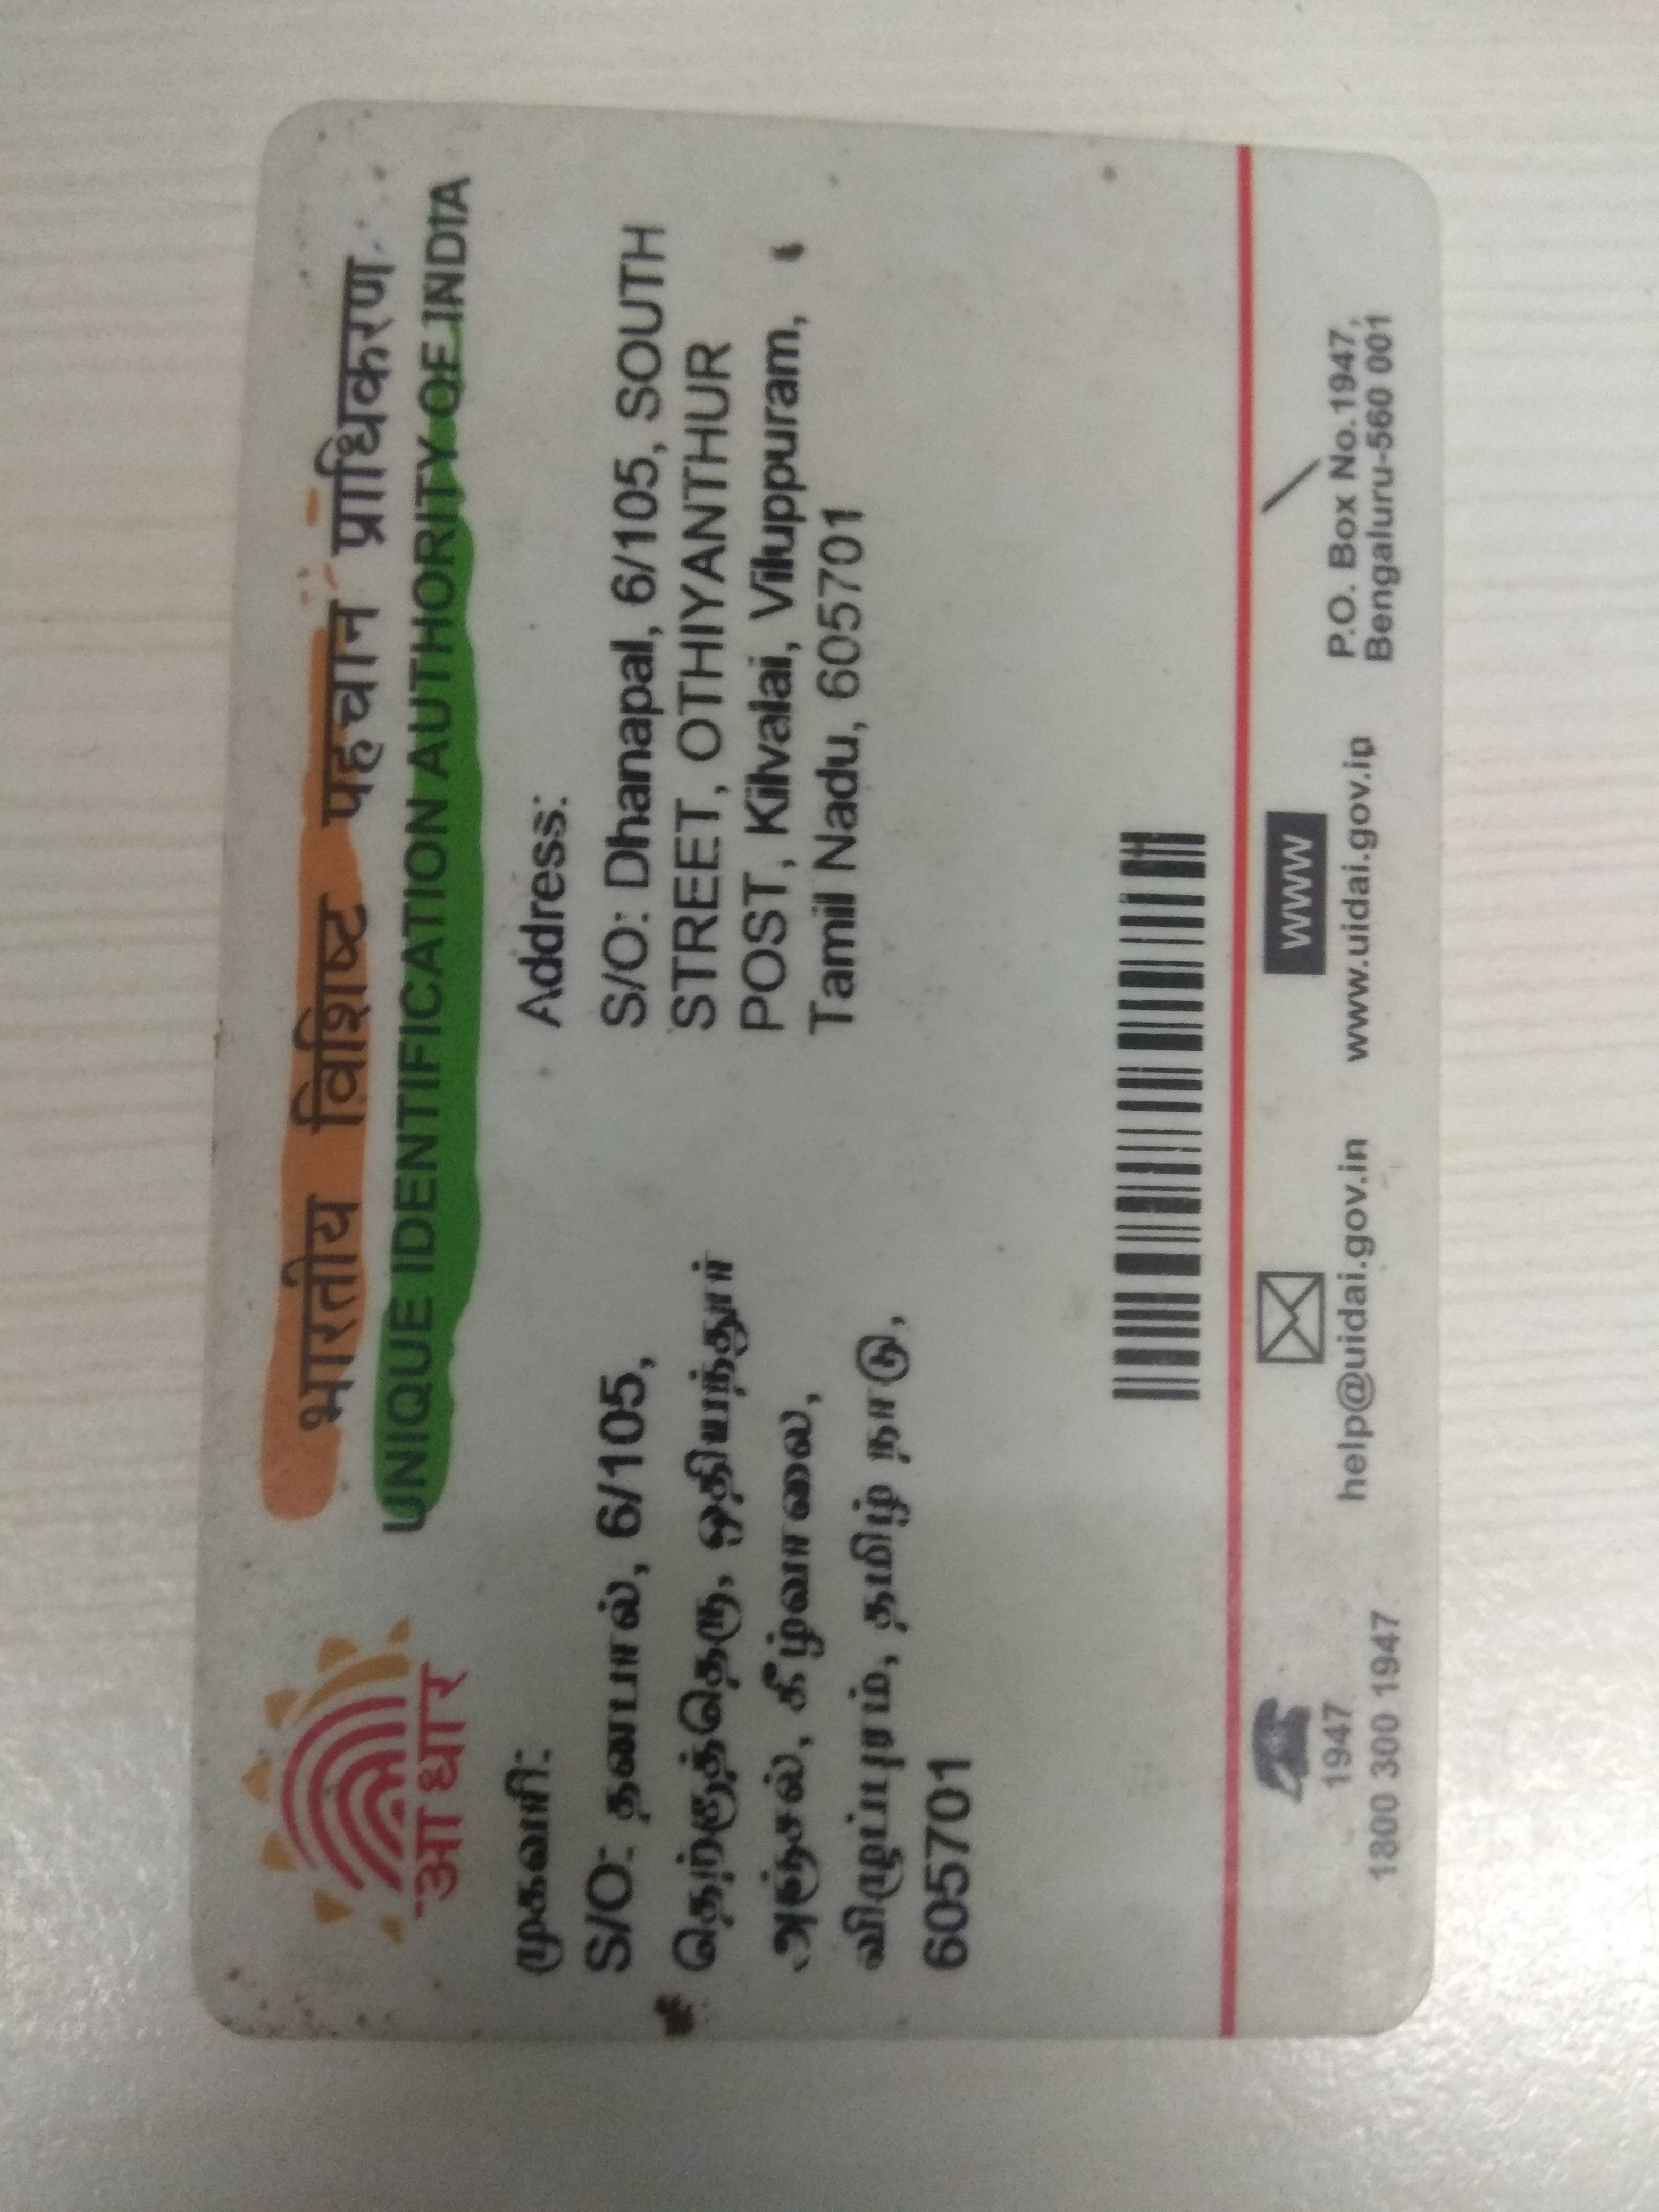 भारतीय विशिष्ट पहचान प्राधिकरण
UNIQUE IDENTIFICATION AUTHORITY OF INDIA
आधार
முகவரி:
S/O: தனபால், 6/105,
தெற்குத்தெரு, ஒதியாந்தூர்
அஞ்சல், கீழ்வாலை,
விழுப்புரம், தமிழ் நாடு,
605701
Address:
S/O: Dhanapal, 6/105, SOUTH
STREET, OTHIYANTHUR
POST, Kilvalai, Viluppuram,
Tamil Nadu, 605701
1947
1800 300 1947
help@uidai.gov.in
www
www.uidai.gov.in
P.O. Box No.1947,
Bengaluru-560 001